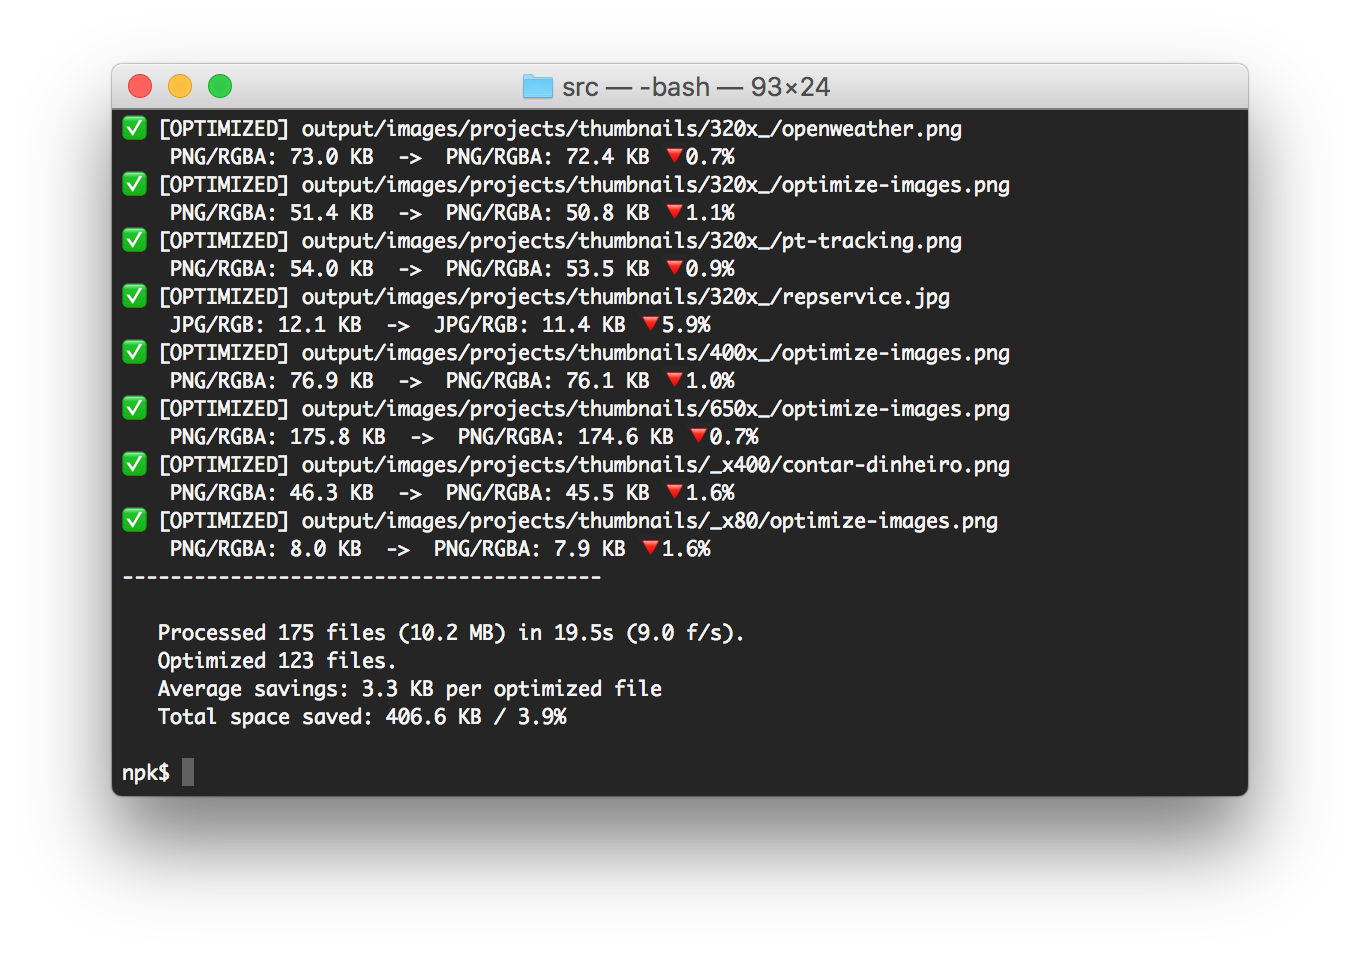 src — -bash — 93×24
✅ [OPTIMIZED] output/images/projects/thumbnails/320x_/openweather.png
PNG/RGBA: 73.0 KB -> PNG/RGBA: 72.4 KB 🔻0.7%
✅ [OPTIMIZED] output/images/projects/thumbnails/320x_/optimize-images.png
PNG/RGBA: 51.4 KB -> PNG/RGBA: 50.8 KB 🔻1.1%
✅ [OPTIMIZED] output/images/projects/thumbnails/320x_/pt-tracking.png
PNG/RGBA: 54.0 KB -> PNG/RGBA: 53.5 KB 🔻0.9%
✅ [OPTIMIZED] output/images/projects/thumbnails/320x_/repservice.jpg
JPG/RGB: 12.1 KB -> JPG/RGB: 11.4 KB 🔻5.9%
✅ [OPTIMIZED] output/images/projects/thumbnails/400x_/optimize-images.png
PNG/RGBA: 76.9 KB -> PNG/RGBA: 76.1 KB 🔻1.0%
✅ [OPTIMIZED] output/images/projects/thumbnails/650x_/optimize-images.png
PNG/RGBA: 175.8 KB -> PNG/RGBA: 174.6 KB 🔻0.7%
✅ [OPTIMIZED] output/images/projects/thumbnails/_x400/contar-dinheiro.png
PNG/RGBA: 46.3 KB -> PNG/RGBA: 45.5 KB 🔻1.6%
✅ [OPTIMIZED] output/images/projects/thumbnails/_x80/optimize-images.png
PNG/RGBA: 8.0 KB -> PNG/RGBA: 7.9 KB 🔻1.6%
----------------------------------------
Processed 175 files (10.2 MB) in 19.5s (9.0 f/s).
Optimized 123 files.
Average savings: 3.3 KB per optimized file
Total space saved: 406.6 KB / 3.9%
npk$